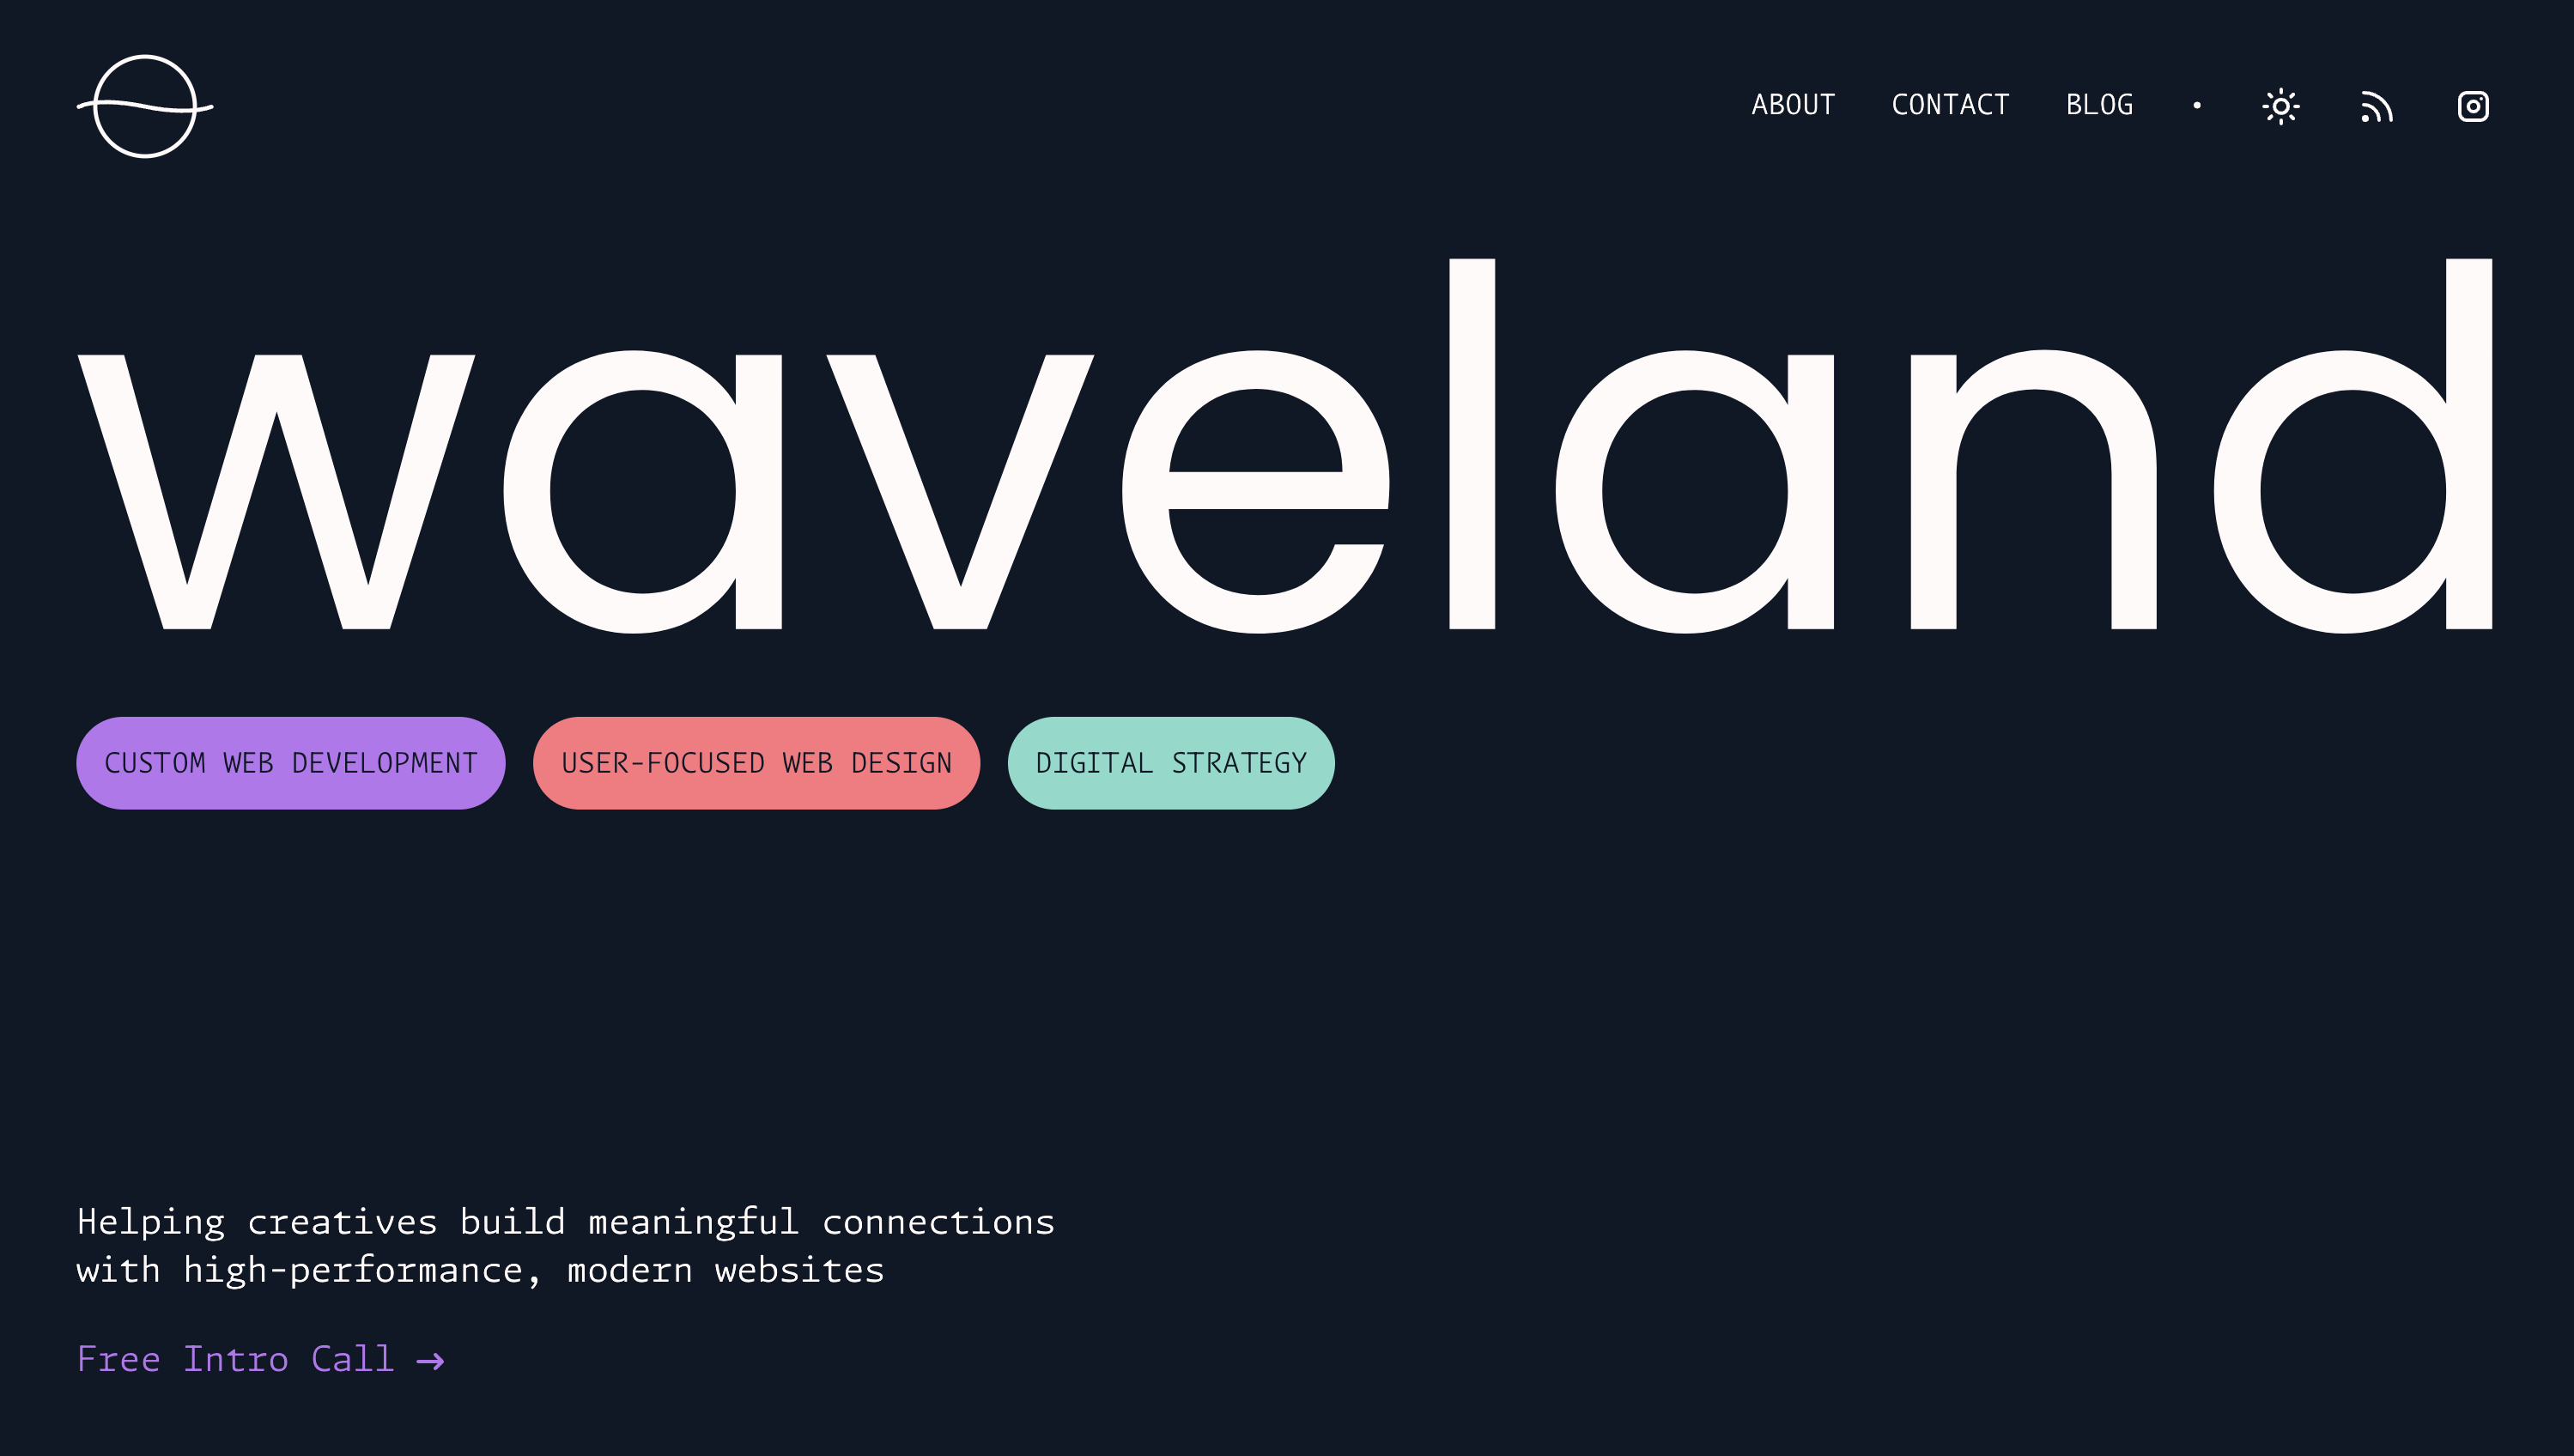 ABOUT CONTACT BLOG
waveland
CUSTOM WEB DEVELOPMENT USER-FOCUSED WEB DESIGN DIGITAL STRATEGY
Helping creatives build meaningful connections
with high-performance, modern websites
Free Intro Call →